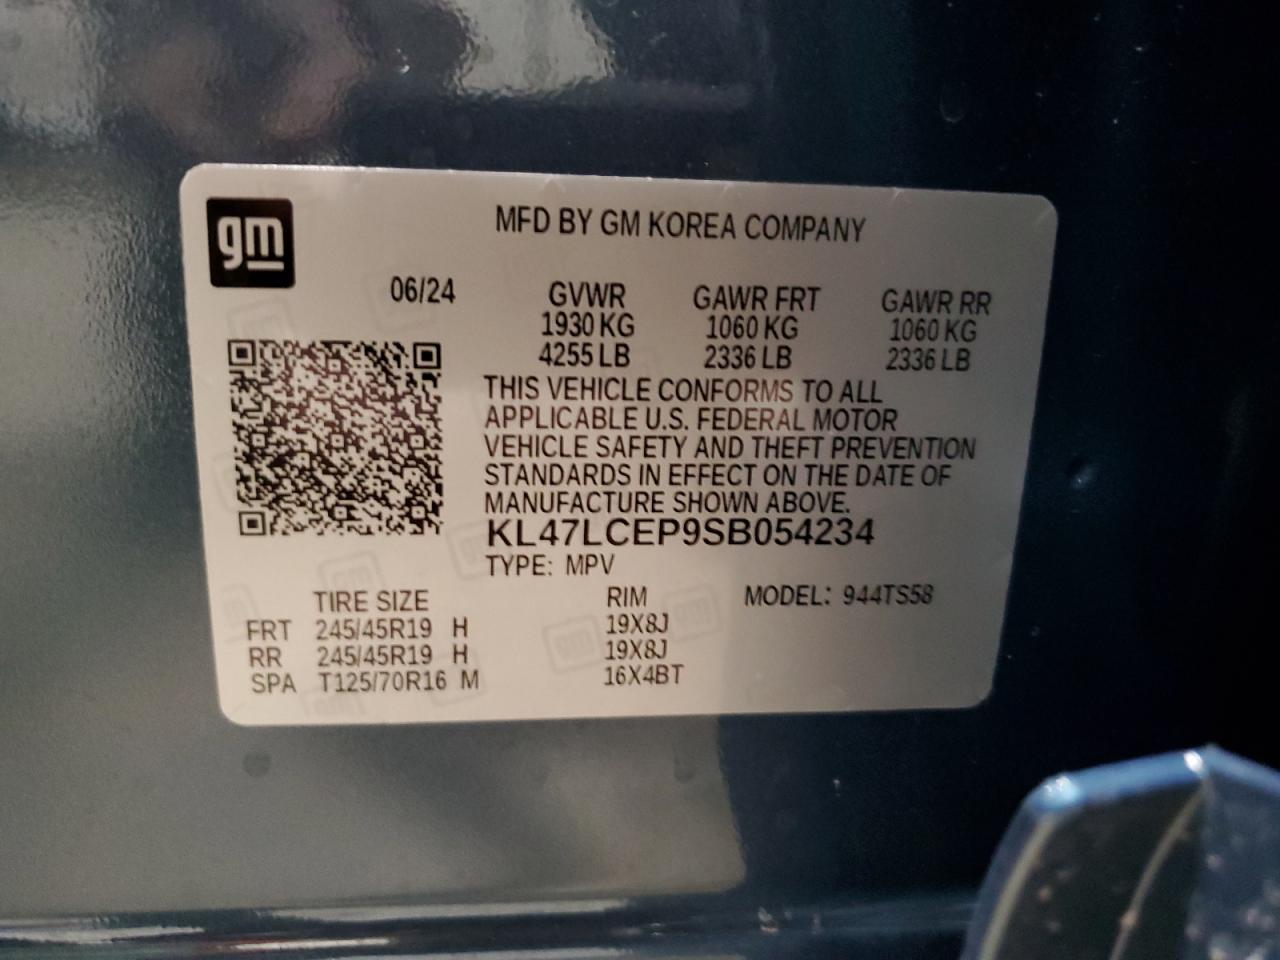 gm
MFD BY GM KOREA COMPANY
06/24 GVWR GAWR FRT GAWR RR
1930 KG 1060 KG 1060 KG
4255 LB 2336 LB 2336 LB
THIS VEHICLE CONFORMS TO ALL
APPLICABLE U.S. FEDERAL MOTOR
VEHICLE SAFETY AND THEFT PREVENTION
STANDARDS IN EFFECT ON THE DATE OF
MANUFACTURE SHOWN ABOVE.
KL47LCEP9SB054234
TYPE: MPV
TIRE SIZE RIM MODEL: 944TS58
FRT 245/45R19 H 19X8J
RR 245/45R19 H 19X8J
SPA T125/70R16 M 16X4BT